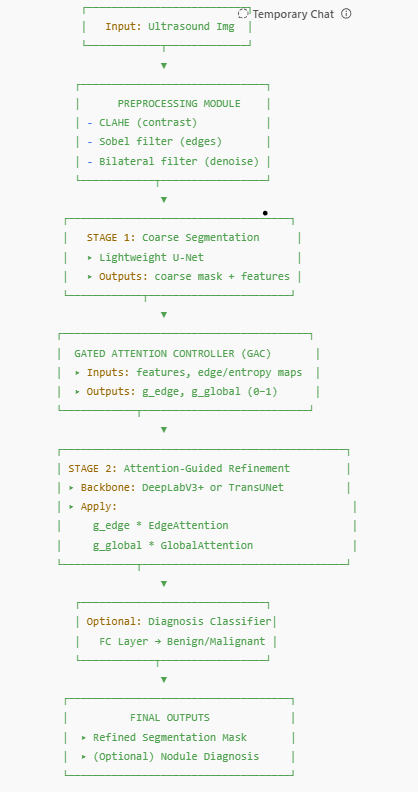 Temporary Chat
Input: Ultrasound Img
PREPROCESSING MODULE
- CLAHE (contrast)
- Sobel filter (edges)
- Bilateral filter (denoise)
STAGE 1: Coarse Segmentation
▸ Lightweight U-Net
▸ Outputs: coarse mask + features
GATED ATTENTION CONTROLLER (GAC)
▸ Inputs: features, edge/entropy maps
▸ Outputs: g_edge, g_global (0–1)
STAGE 2: Attention-Guided Refinement
▸ Backbone: DeepLabV3+ or TransUNet
▸ Apply:
g_edge * EdgeAttention
g_global * GlobalAttention
Optional: Diagnosis Classifier
FC Layer → Benign/Malignant
FINAL OUTPUTS
▸ Refined Segmentation Mask
▸ (Optional) Nodule Diagnosis